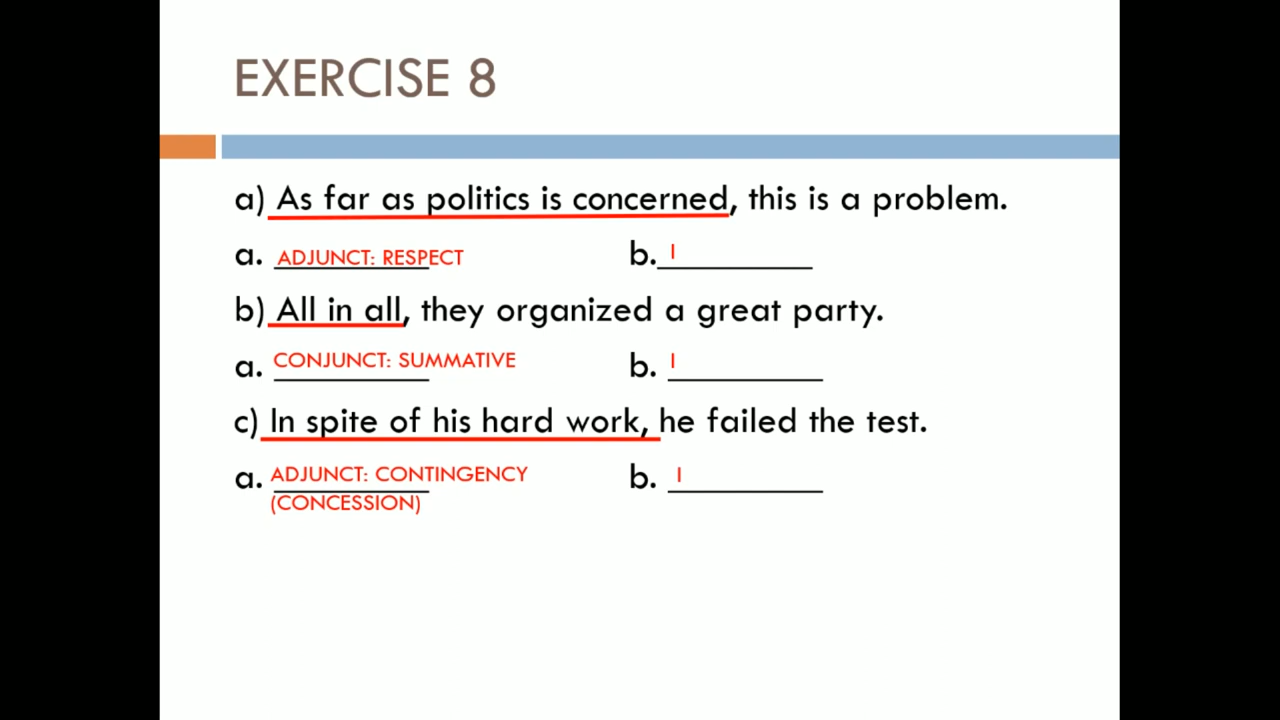 EXERCISE 8
a) As far as politics is concerned, this is a problem.
a. ADJUNCT: RESPECT b. I
b) All in all, they organized a great party.
a. CONJUNCT: SUMMATIVE b. I
c) In spite of his hard work, he failed the test.
a. ADJUNCT: CONTINGENCY b. I
(CONCESSION)